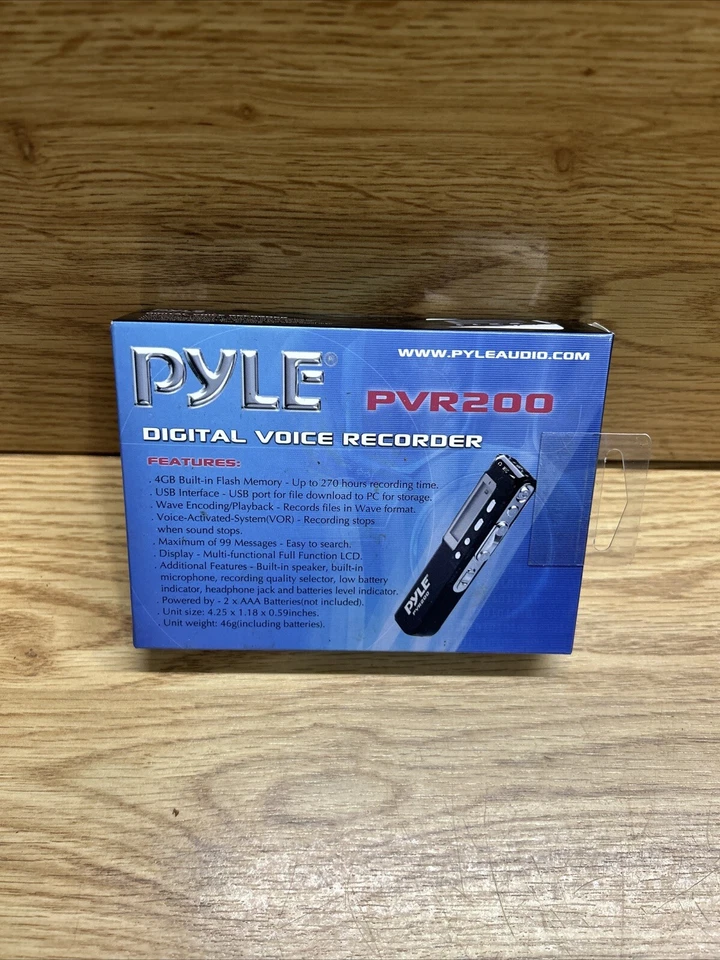 DIGITAL VOICE RECORDER
PYLE®
WWW.PYLEAUDIO.COM
PVR200
DIGITAL VOICE RECORDER
FEATURES:
. 4GB Built-in Flash Memory - Up to 270 hours recording time.
. USB Interface - USB port for file download to PC for storage.
. Wave Encoding/Playback - Records files in Wave format.
. Voice-Activated-System(VOR) - Recording stops
when sound stops.
. Maximum of 99 Messages - Easy to search.
. Display - Multi-functional Full Function LCD.
. Additional Features - Built-in speaker, built-in
microphone, recording quality selector, low battery
indicator, headphone jack and batteries level indicator.
. Powered by - 2 x AAA Batteries(not included).
. Unit size: 4.25 x 1.18 x 0.59inches.
. Unit weight: 46g(including batteries).
PYLE
PVR200